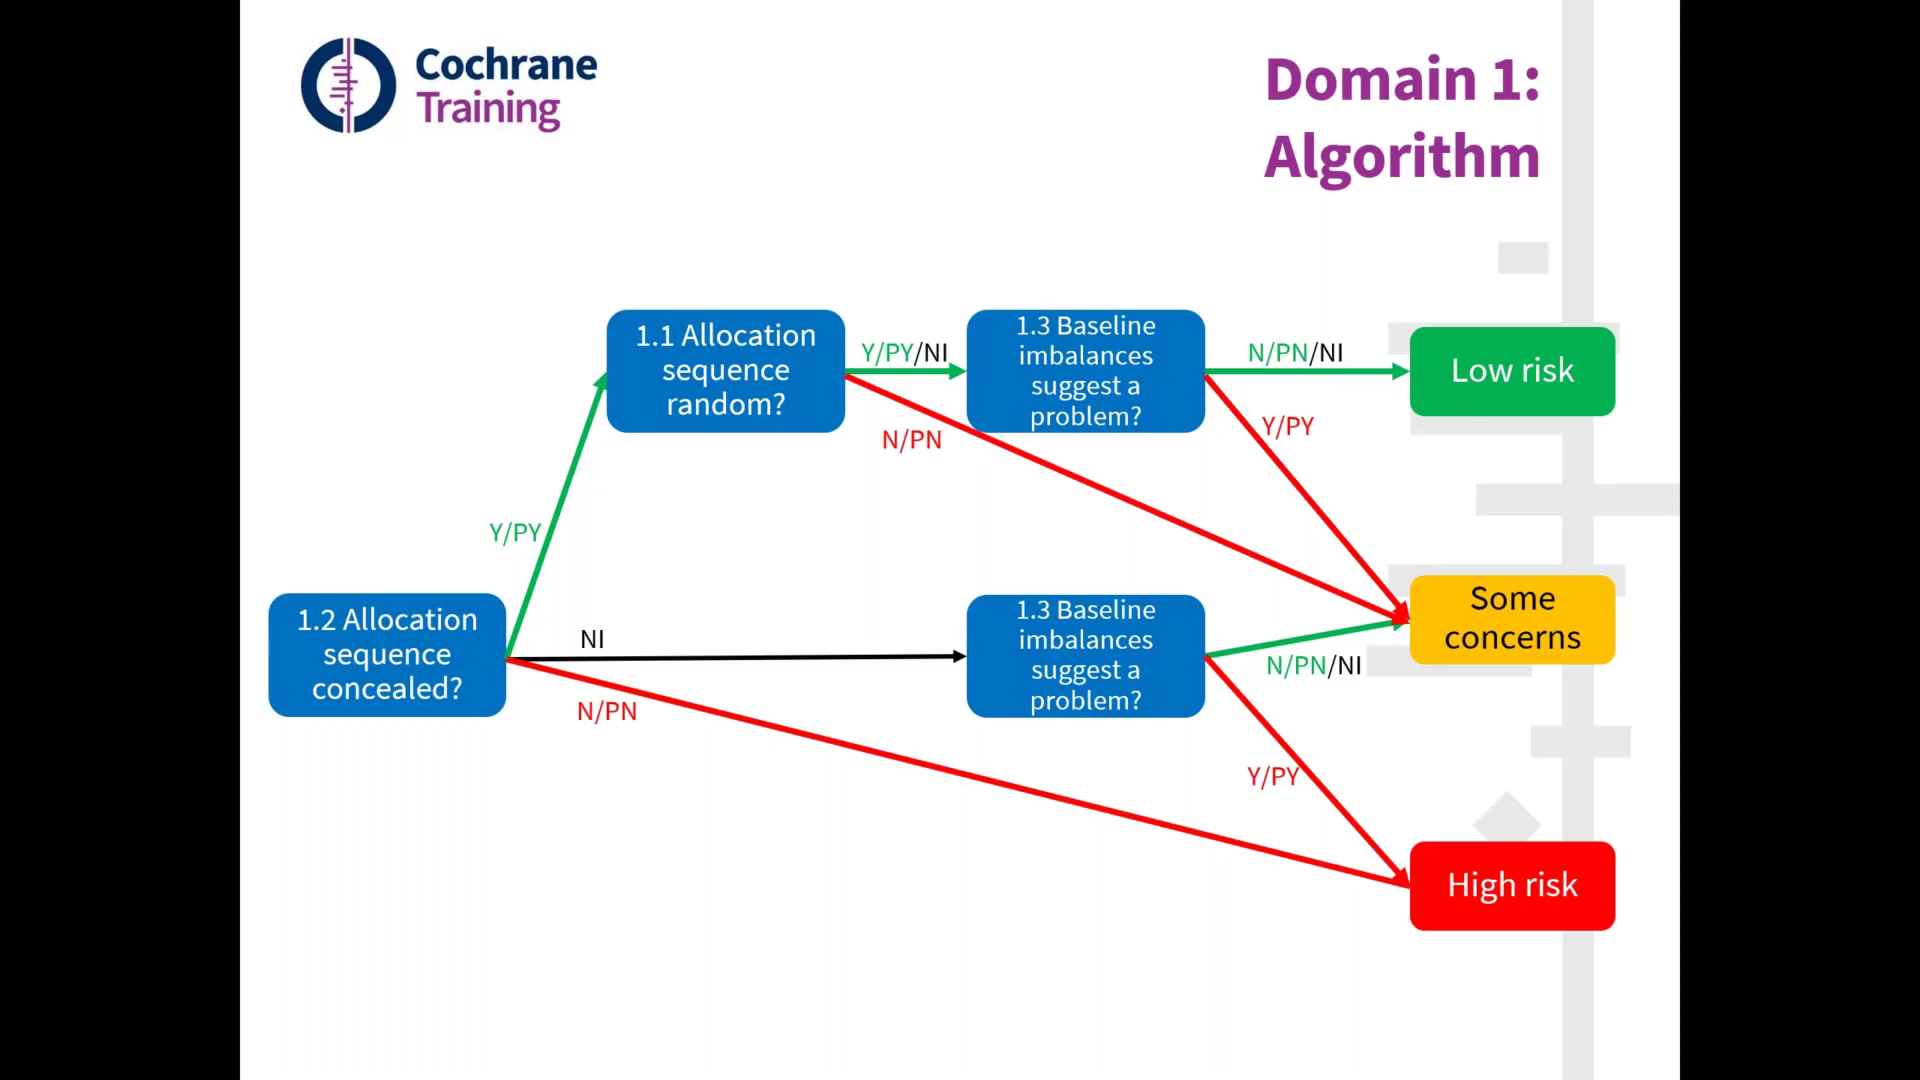 Cochrane
Training
Domain 1:
Algorithm
1.1 Allocation
sequence
random?
Y/PY/NI
N/PN
1.3 Baseline
imbalances
suggest a
problem?
N/PN/NI
Y/PY
Low risk
Y/PY
1.2 Allocation
sequence
concealed?
NI
N/PN
1.3 Baseline
imbalances
suggest a
problem?
N/PN/NI
Y/PY
Some
concerns
High risk